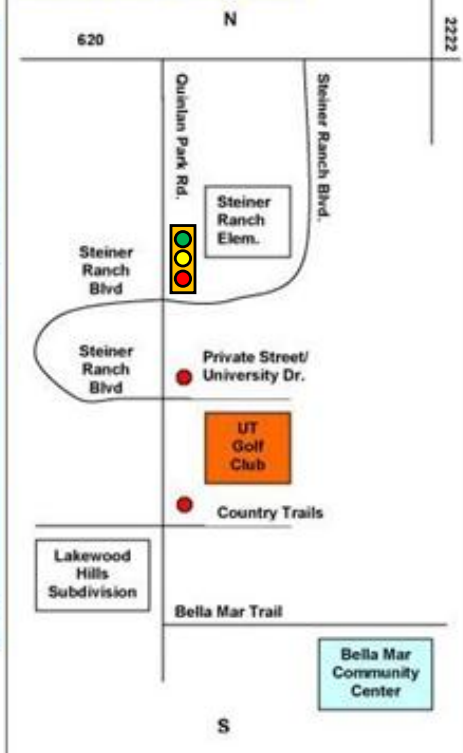 N
620
2222
Quinlan Park Rd.
Steiner Ranch Blvd.
Steiner
Ranch
Elem.
Steiner
Ranch
Blvd
Steiner
Ranch
Blvd
Private Street/
University Dr.
UT
Golf
Club
Country Trails
Lakewood
Hills
Subdivision
Bella Mar Trail
Bella Mar
Community
Center
S